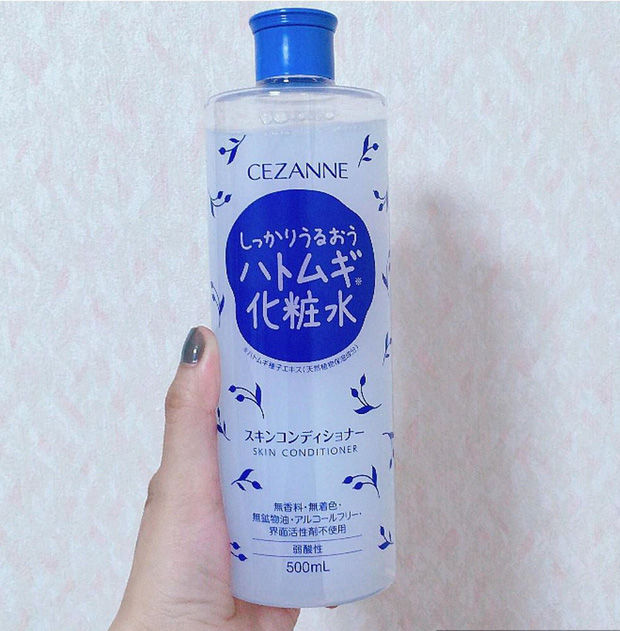 CEZANNE
しっかりうるおう
ハトムギ※
化粧水
※ハトムギ種子エキス(天然植物保湿成分)
スキンコンディショナー
SKIN CONDITIONER
無香料・無着色・
無鉱物油・アルコールフリー・
界面活性剤不使用
弱酸性
500mL